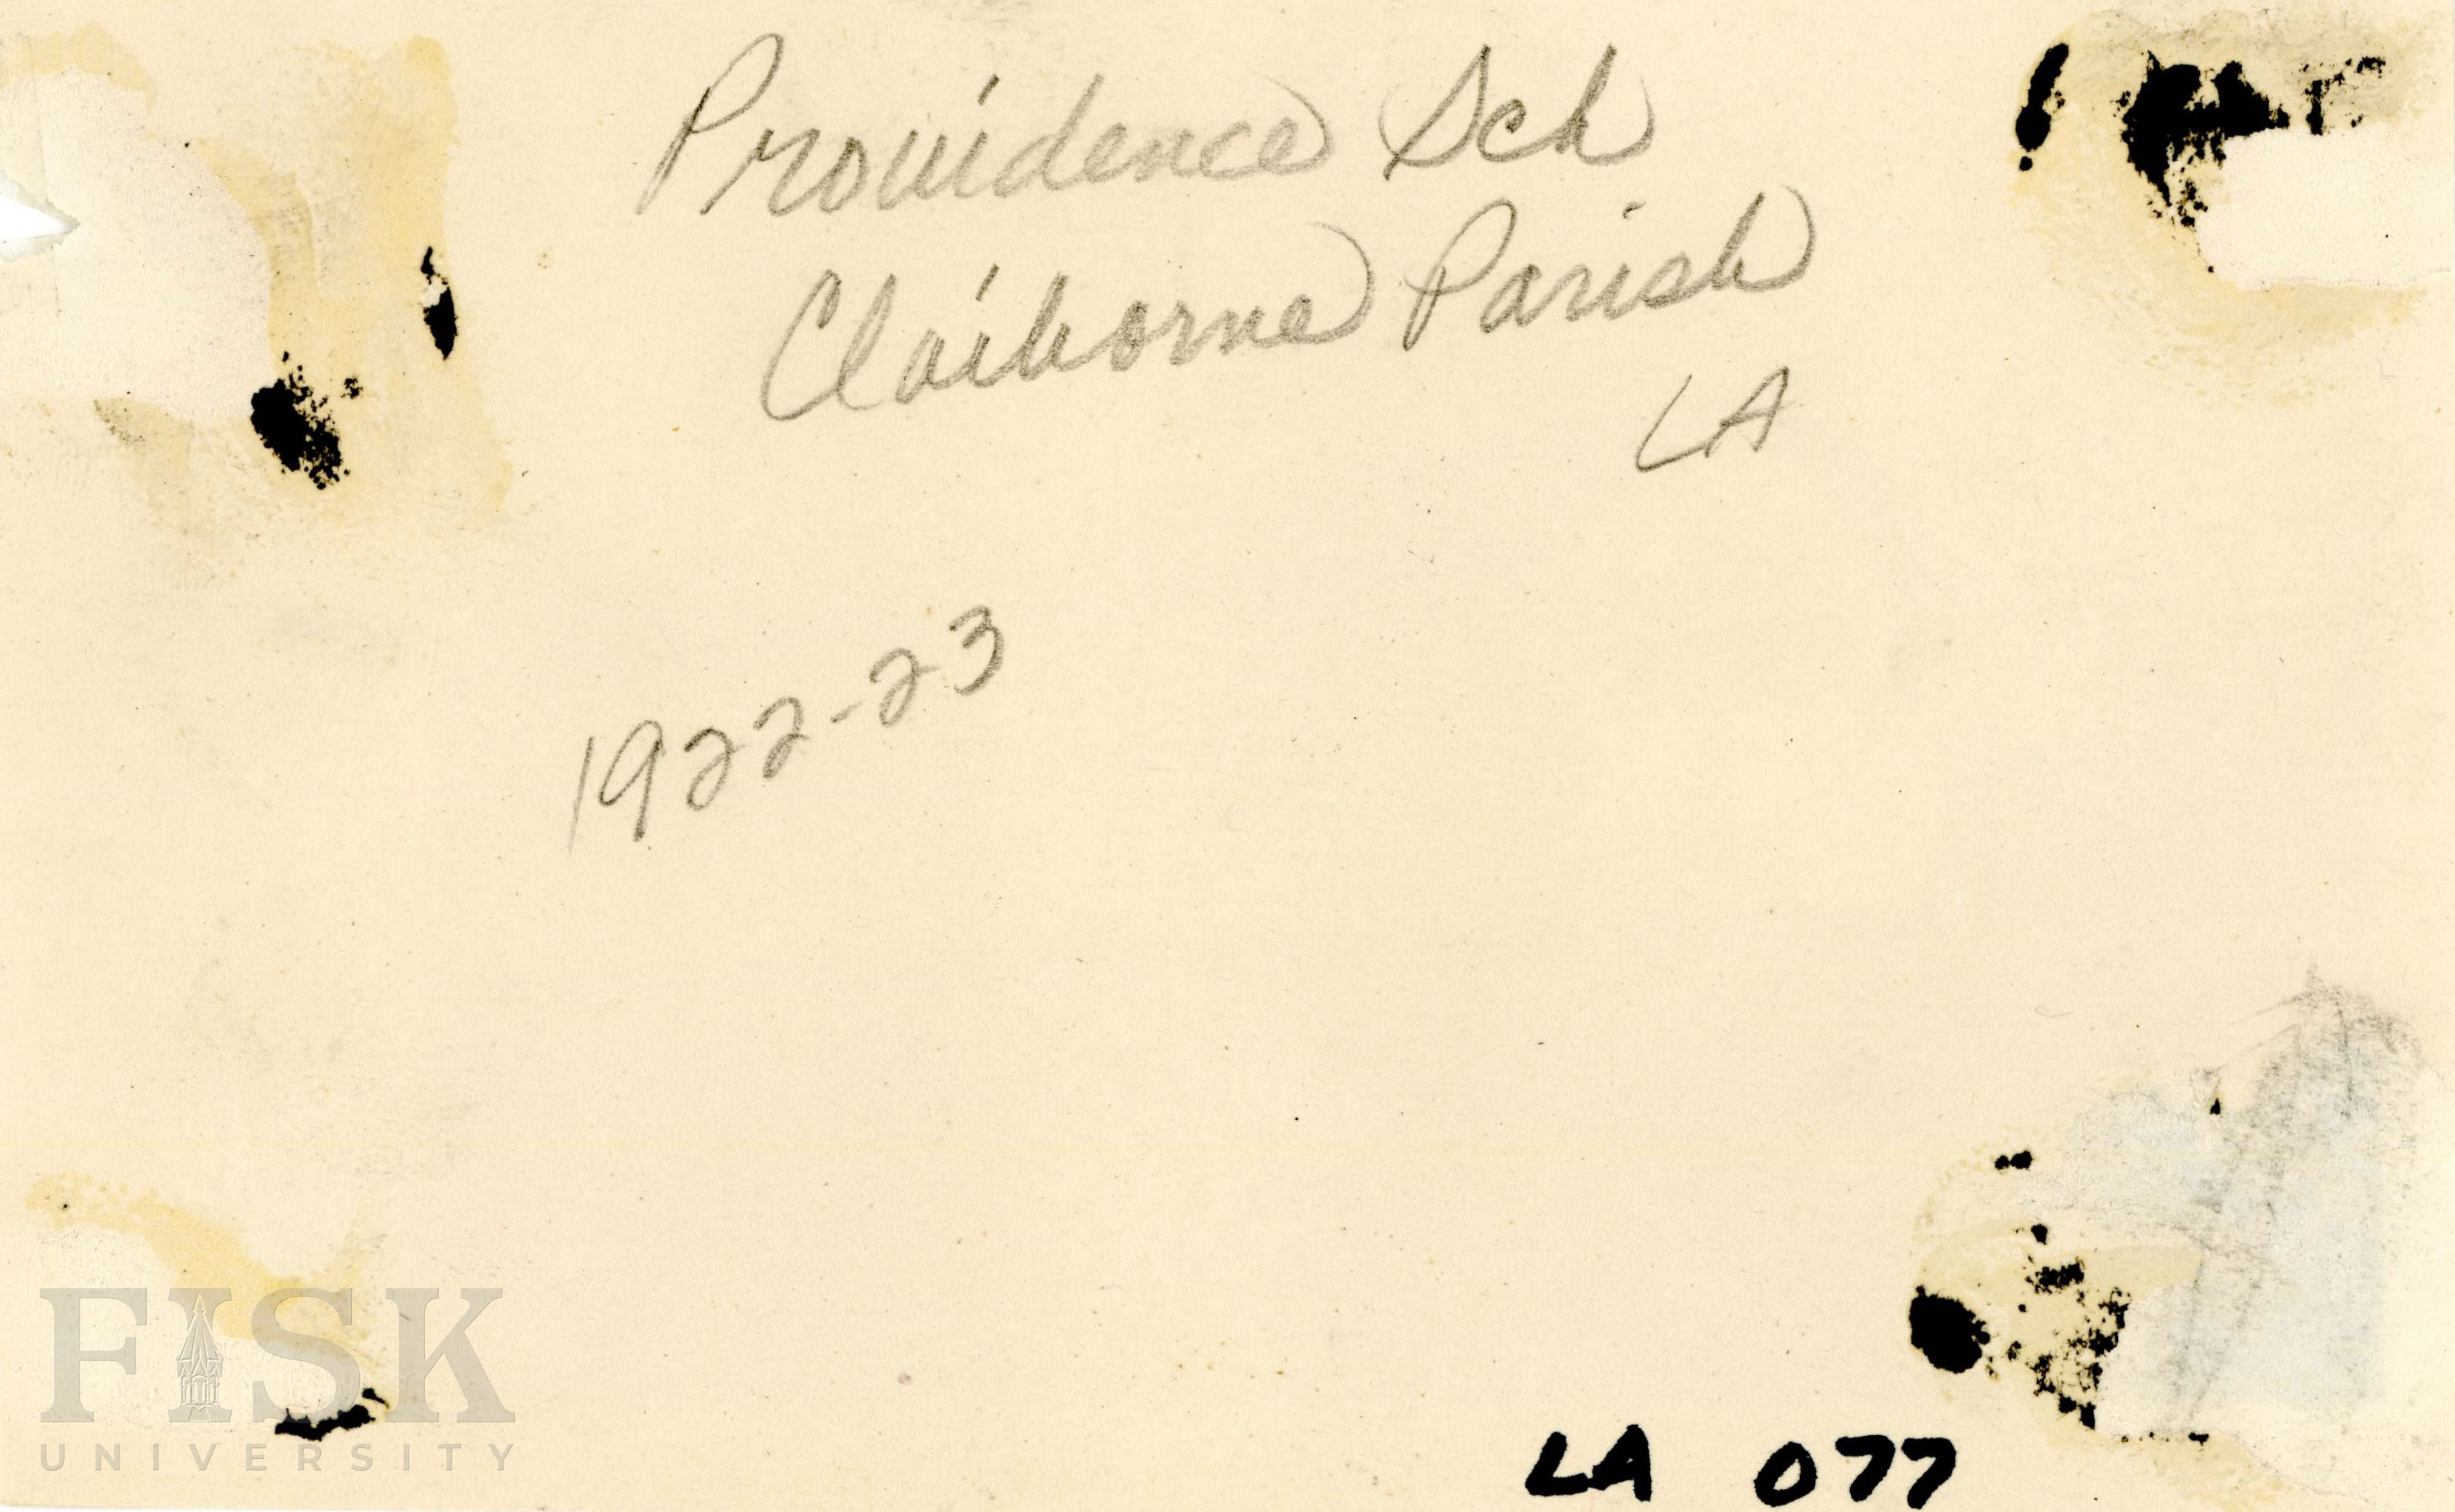 Providence Sch
Claiborne Parish
LA
1922-23
FISK
UNIVERSITY
LA 077